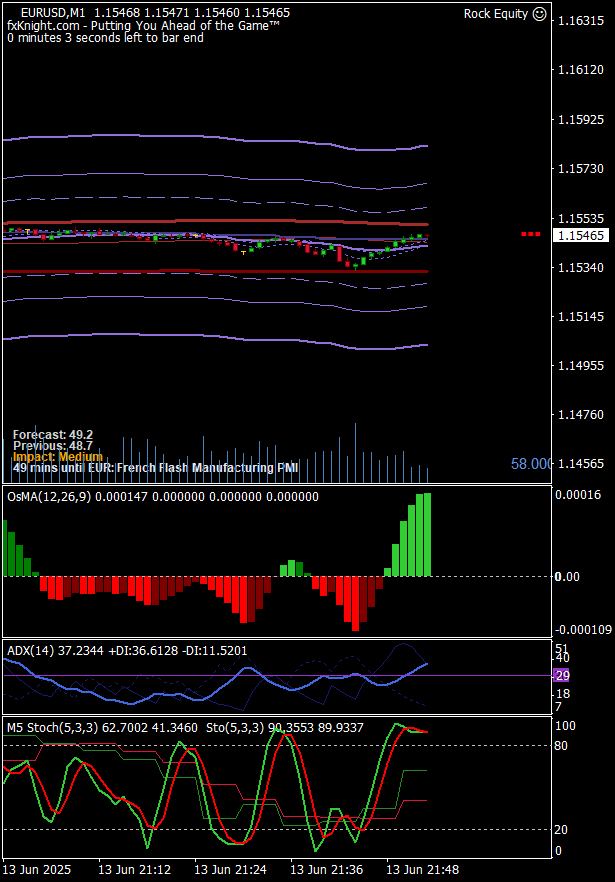 EURUSD,M1 1.15468 1.15471 1.15460 1.15465
Rock Equity
fxKnight.com - Putting You Ahead of the Game™
0 minutes 3 seconds left to bar end
1.16315
1.16120
1.15925
1.15730
1.15535
1.15465
1.15340
1.15145
1.14955
1.14760
1.14565
Forecast: 49.2
Previous: 48.7
Impact: Medium
49 mins until EUR: French Flash Manufacturing PMI
58.000
OsMA(12,26,9) 0.000147 0.000000 0.000000 0.000000
0.00016
0.00
-0.000109
ADX(14) 37.2344 +DI:36.6128 -DI:11.5201
51
40
29
18
7
M5 Stoch(5,3,3) 62.7002 41.3460 Sto(5,3,3) 90.3553 89.9337
100
80
20
0
13 Jun 2025
13 Jun 21:12
13 Jun 21:24
13 Jun 21:36
13 Jun 21:48